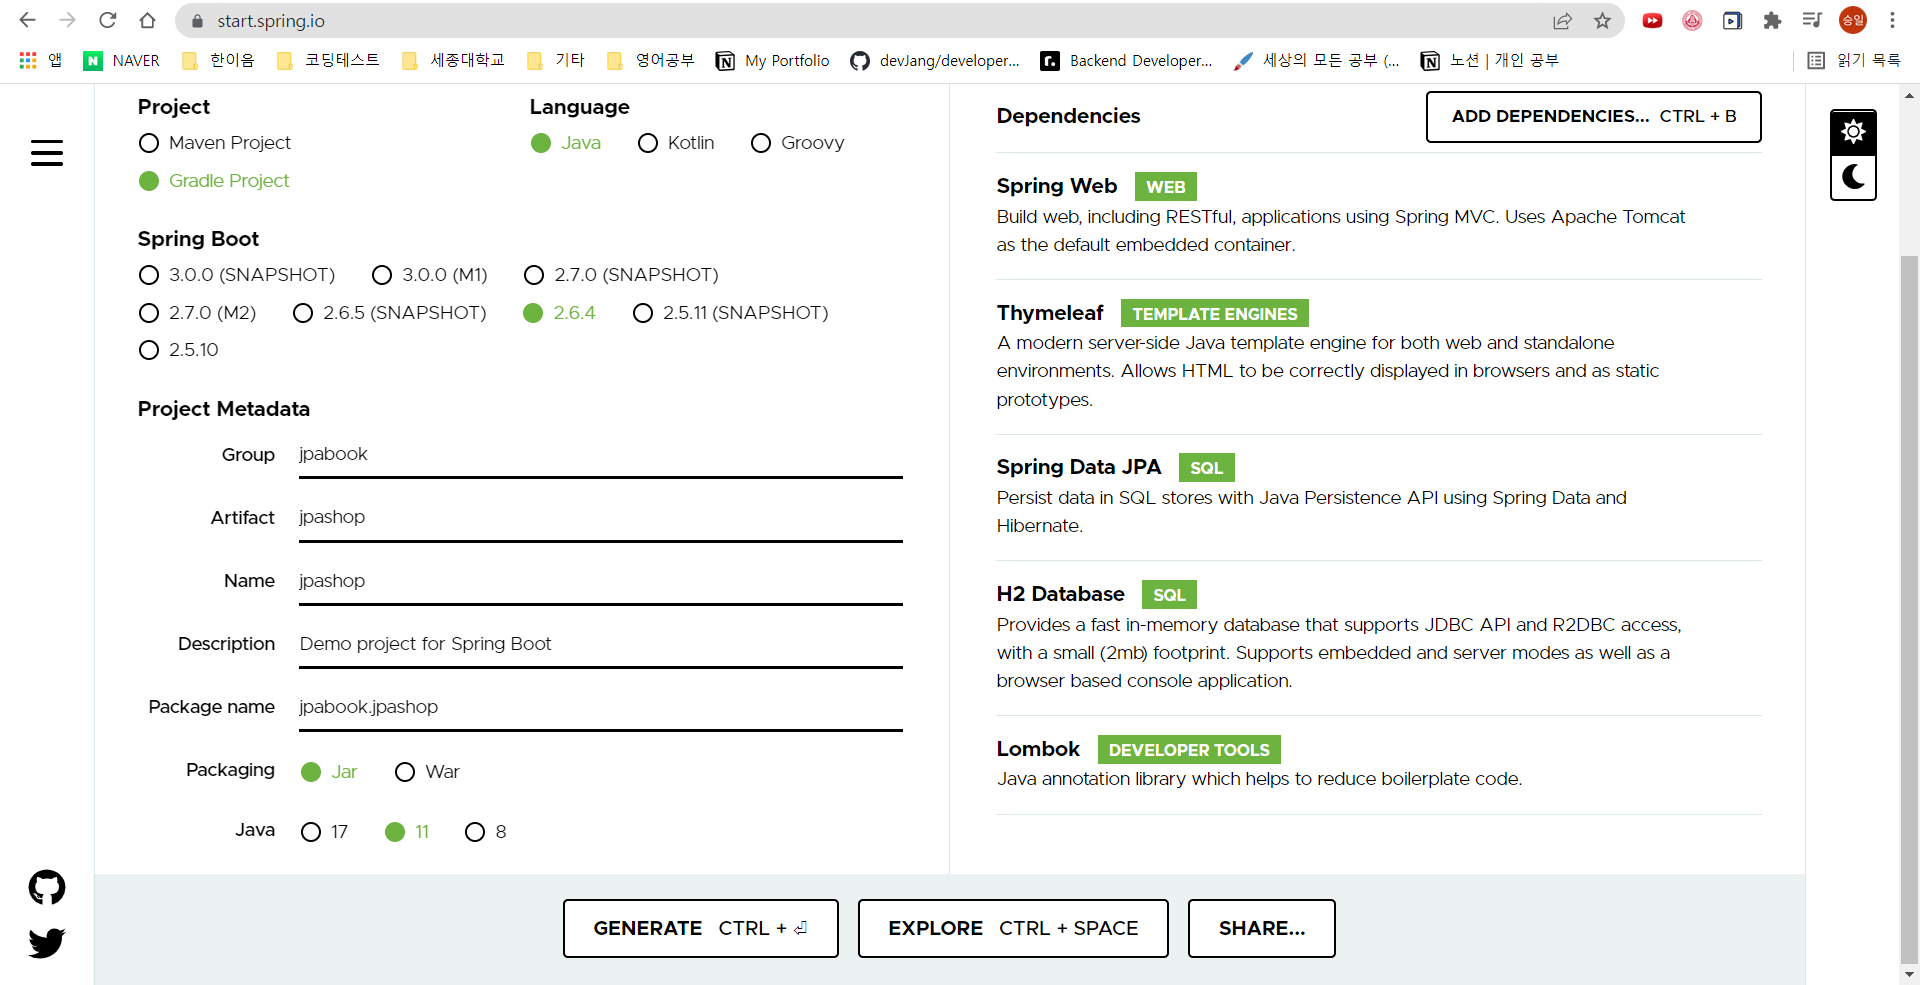 start.spring.io
승일
앱
NAVER
한이음
코딩테스트
세종대학교
기타
영어공부
My Portfolio
devJang/developer...
Backend Developer...
세상의 모든 공부 (...
노션 | 개인 공부
읽기 목록
Project
Maven Project
Gradle Project
Language
Java Kotlin Groovy
Spring Boot
3.0.0 (SNAPSHOT) 3.0.0 (M1) 2.7.0 (SNAPSHOT)
2.7.0 (M2) 2.6.5 (SNAPSHOT) 2.6.4 2.5.11 (SNAPSHOT)
2.5.10
Project Metadata
Group jpabook
Artifact jpashop
Name jpashop
Description Demo project for Spring Boot
Package name jpabook.jpashop
Packaging Jar War
Java 17 11 8
Dependencies
ADD DEPENDENCIES... CTRL + B
Spring Web WEB
Build web, including RESTful, applications using Spring MVC. Uses Apache Tomcat
as the default embedded container.
Thymeleaf TEMPLATE ENGINES
A modern server-side Java template engine for both web and standalone
environments. Allows HTML to be correctly displayed in browsers and as static
prototypes.
Spring Data JPA SQL
Persist data in SQL stores with Java Persistence API using Spring Data and
Hibernate.
H2 Database SQL
Provides a fast in-memory database that supports JDBC API and R2DBC access,
with a small (2mb) footprint. Supports embedded and server modes as well as a
browser based console application.
Lombok DEVELOPER TOOLS
Java annotation library which helps to reduce boilerplate code.
GENERATE CTRL + ⏎
EXPLORE CTRL + SPACE
SHARE...